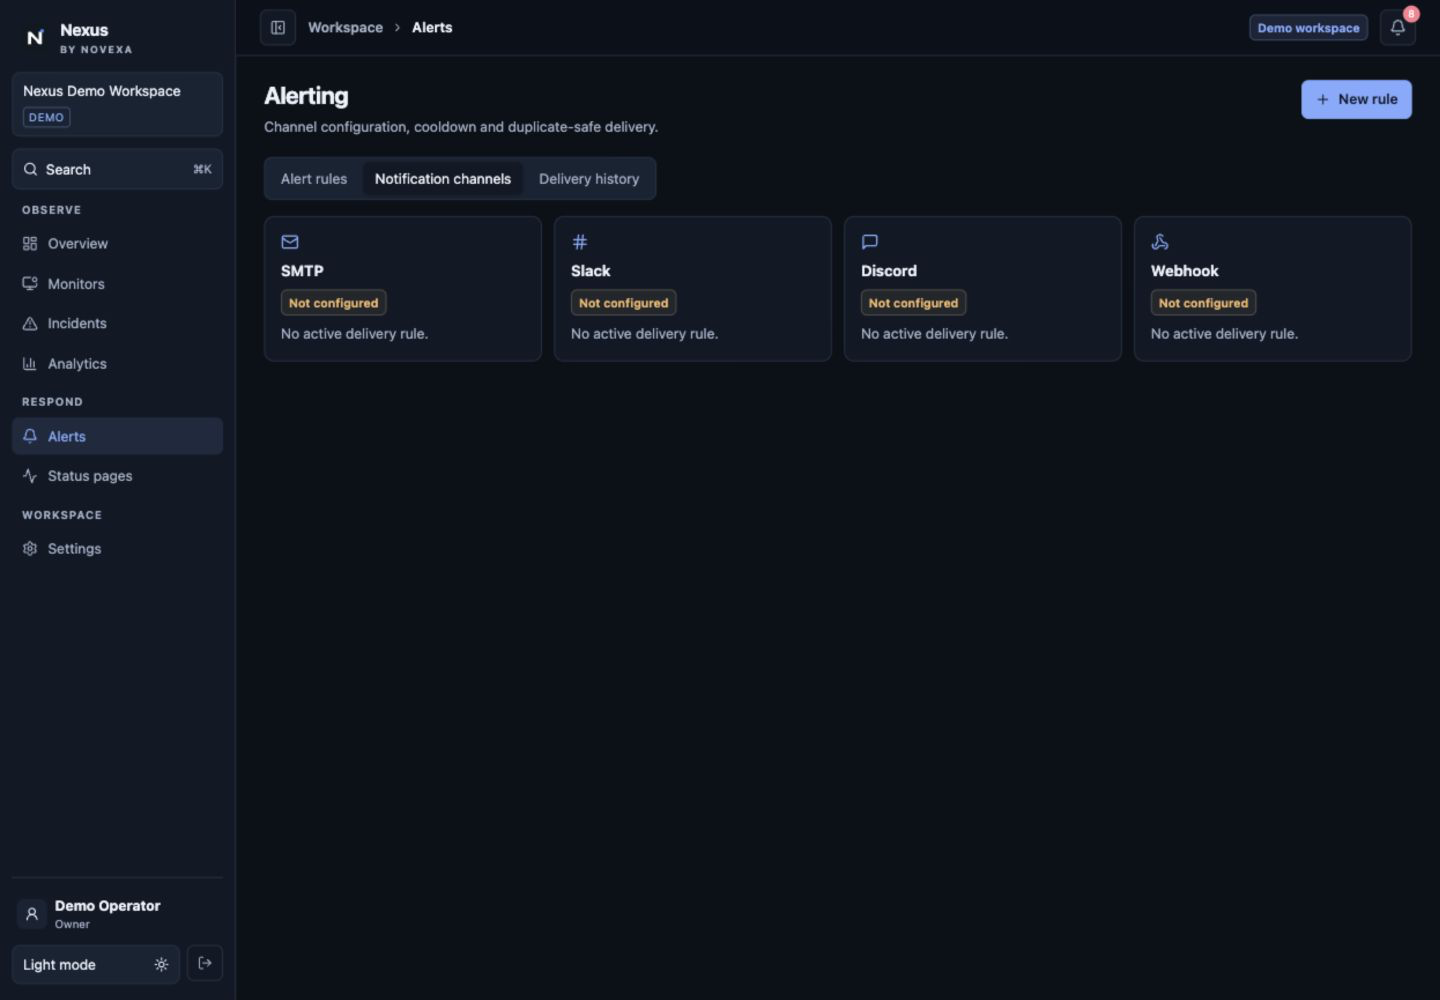 Nexus
BY NOVEXA
Nexus Demo Workspace
DEMO
Search ⌘K
OBSERVE
Overview
Monitors
Incidents
Analytics
RESPOND
Alerts
Status pages
WORKSPACE
Settings
Demo Operator
Owner
Light mode
Workspace > Alerts
Demo workspace
8
Alerting
Channel configuration, cooldown and duplicate-safe delivery.
+ New rule
Alert rules Notification channels Delivery history
SMTP
Not configured
No active delivery rule.
Slack
Not configured
No active delivery rule.
Discord
Not configured
No active delivery rule.
Webhook
Not configured
No active delivery rule.